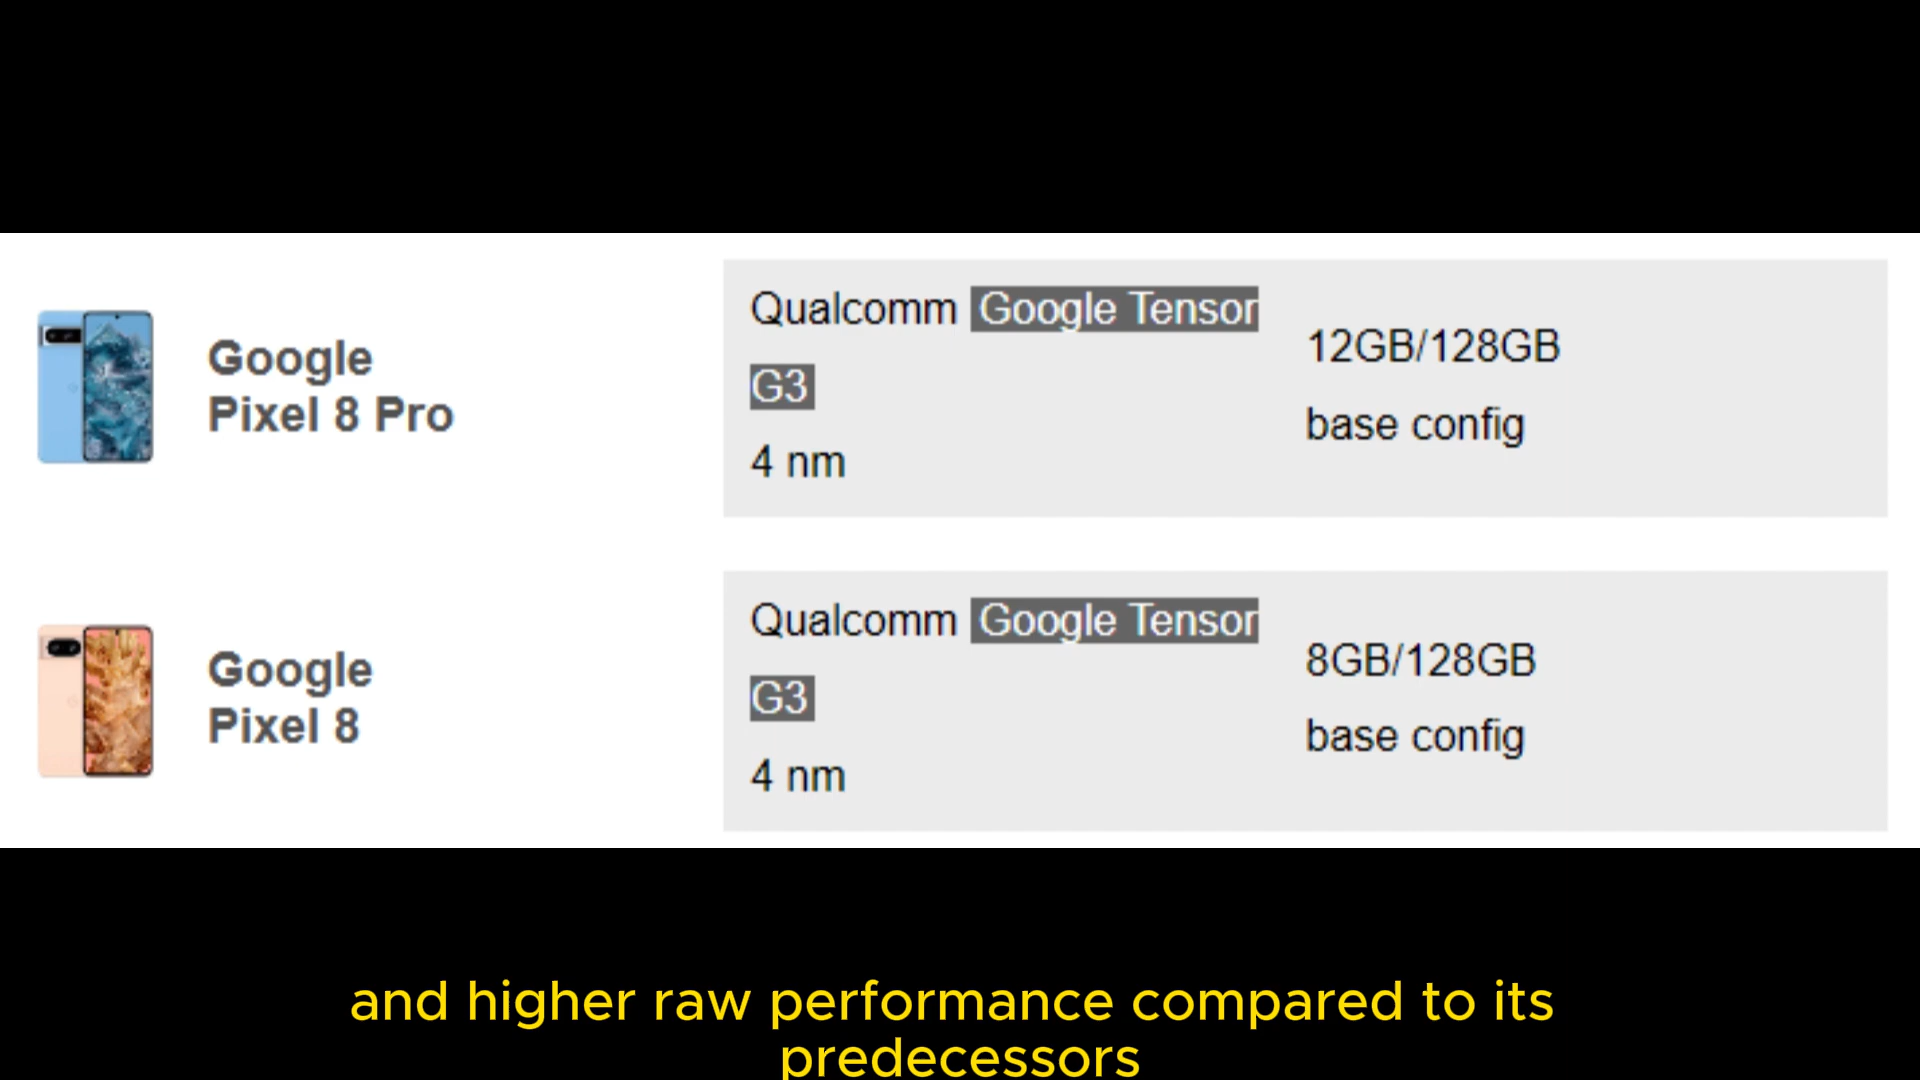 Google
Pixel 8 Pro
Qualcomm Google Tensor
G3
4 nm
12GB/128GB
base config
Google
Pixel 8
Qualcomm Google Tensor
G3
4 nm
8GB/128GB
base config
and higher raw performance compared to its
predecessors